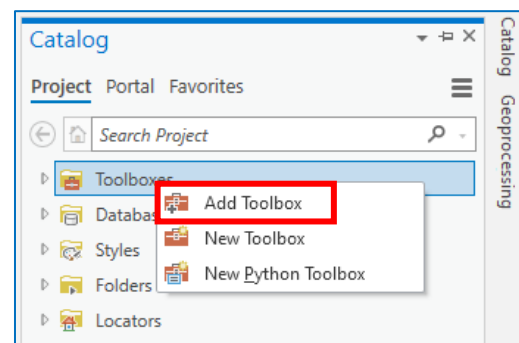 Catalog
Project Portal Favorites
Search Project
Toolboxes
Add Toolbox
Databas
New Toolbox
Styles
New Python Toolbox
Folders
Locators
Catalog
Geoprocessing